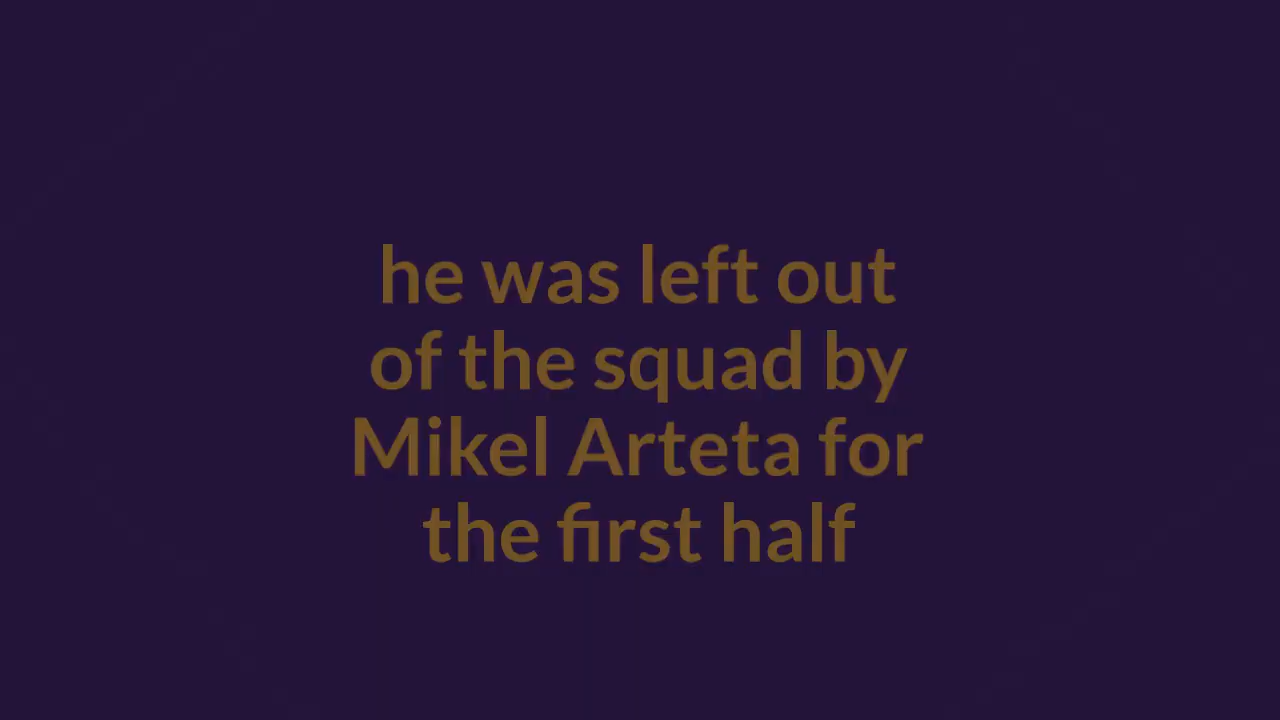 he was left out
of the squad by
Mikel Arteta for
the first half